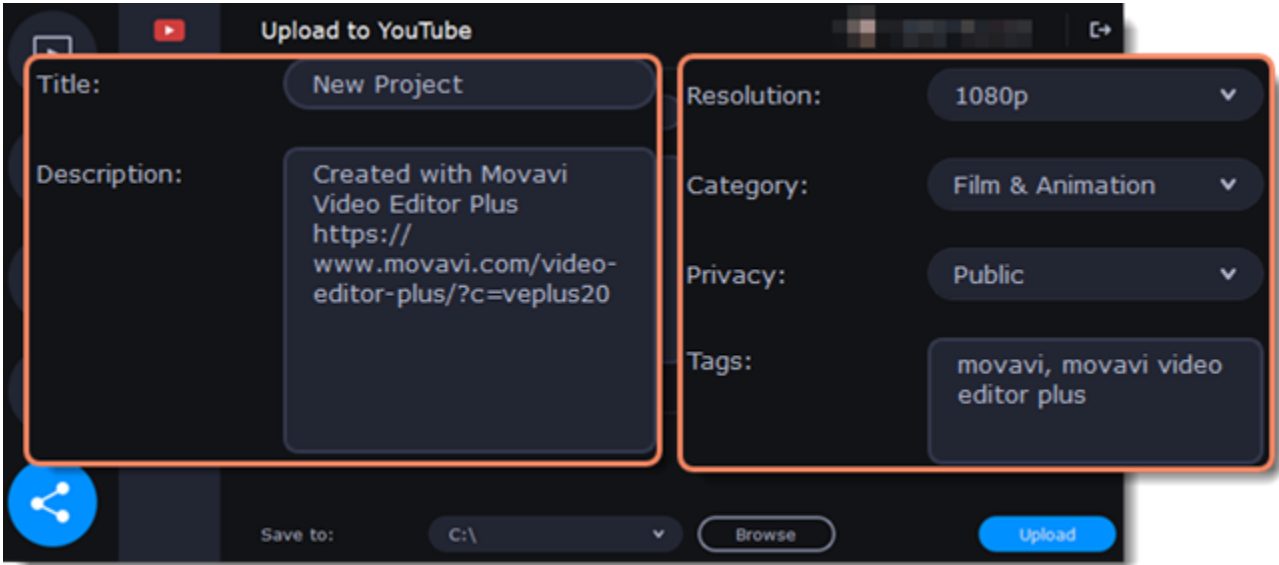 Upload to YouTube
Title:
New Project
Description:
Created with Movavi
Video Editor Plus
https://
www.movavi.com/video-
editor-plus/?c=veplus20
Resolution:
1080p
Category:
Film & Animation
Privacy:
Public
Tags:
movavi, movavi video
editor plus
Save to:
C:\
Browse
Upload